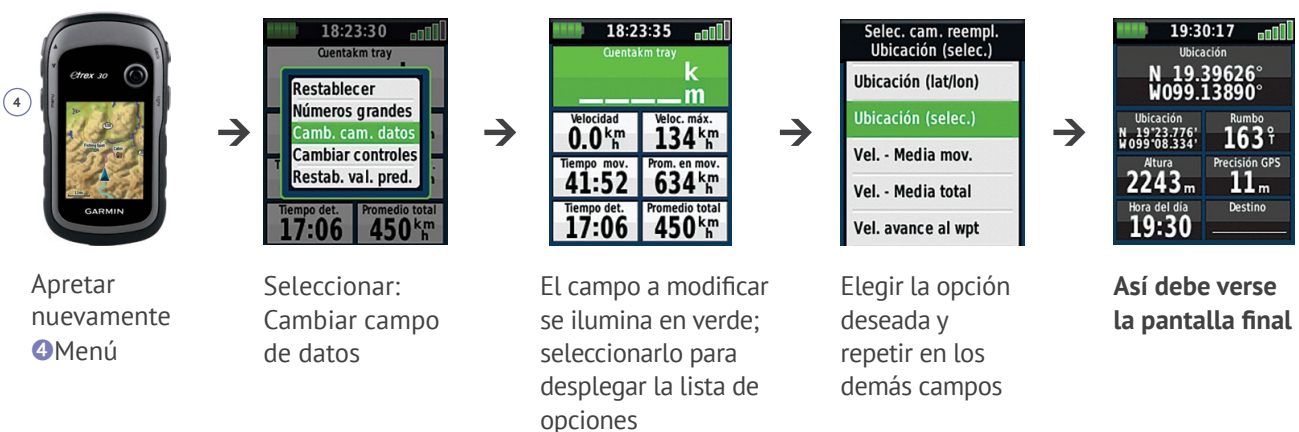 4
etrex 30
GARMIN
Apretar
nuevamente
4 Menú
→
18:23:30
Cuentakm tray
Restablecer
Números grandes
Camb. cam. datos
Cambiar controles
Restab. val. pred.
Tiempo det.
17:06
Promedio total
450 km/h
Seleccionar:
Cambiar campo
de datos
→
18:23:35
Cuentakm tray
_ _ _ _ km
Velocidad
0.0 km/h
Veloc. máx.
134 km/h
Tiempo mov.
41:52
Prom. en mov.
634 km/h
Tiempo det.
17:06
Promedio total
450 km/h
El campo a modificar
se ilumina en verde;
seleccionarlo para
desplegar la lista de
opciones
→
Selec. cam. reempl.
Ubicación (selec.)
Ubicación (lat/lon)
Ubicación (selec.)
Vel. - Media mov.
Vel. - Media total
Vel. avance al wpt
Elegir la opción
deseada y
repetir en los
demás campos
→
19:30:17
Ubicación
N 19.39626°
W099.13890°
Ubicación
N 19°23.776'
W099°08.334'
Rumbo
163°
Altura
2243 m
Precisión GPS
11 m
Hora del día
19:30
Destino
Así debe verse
la pantalla final